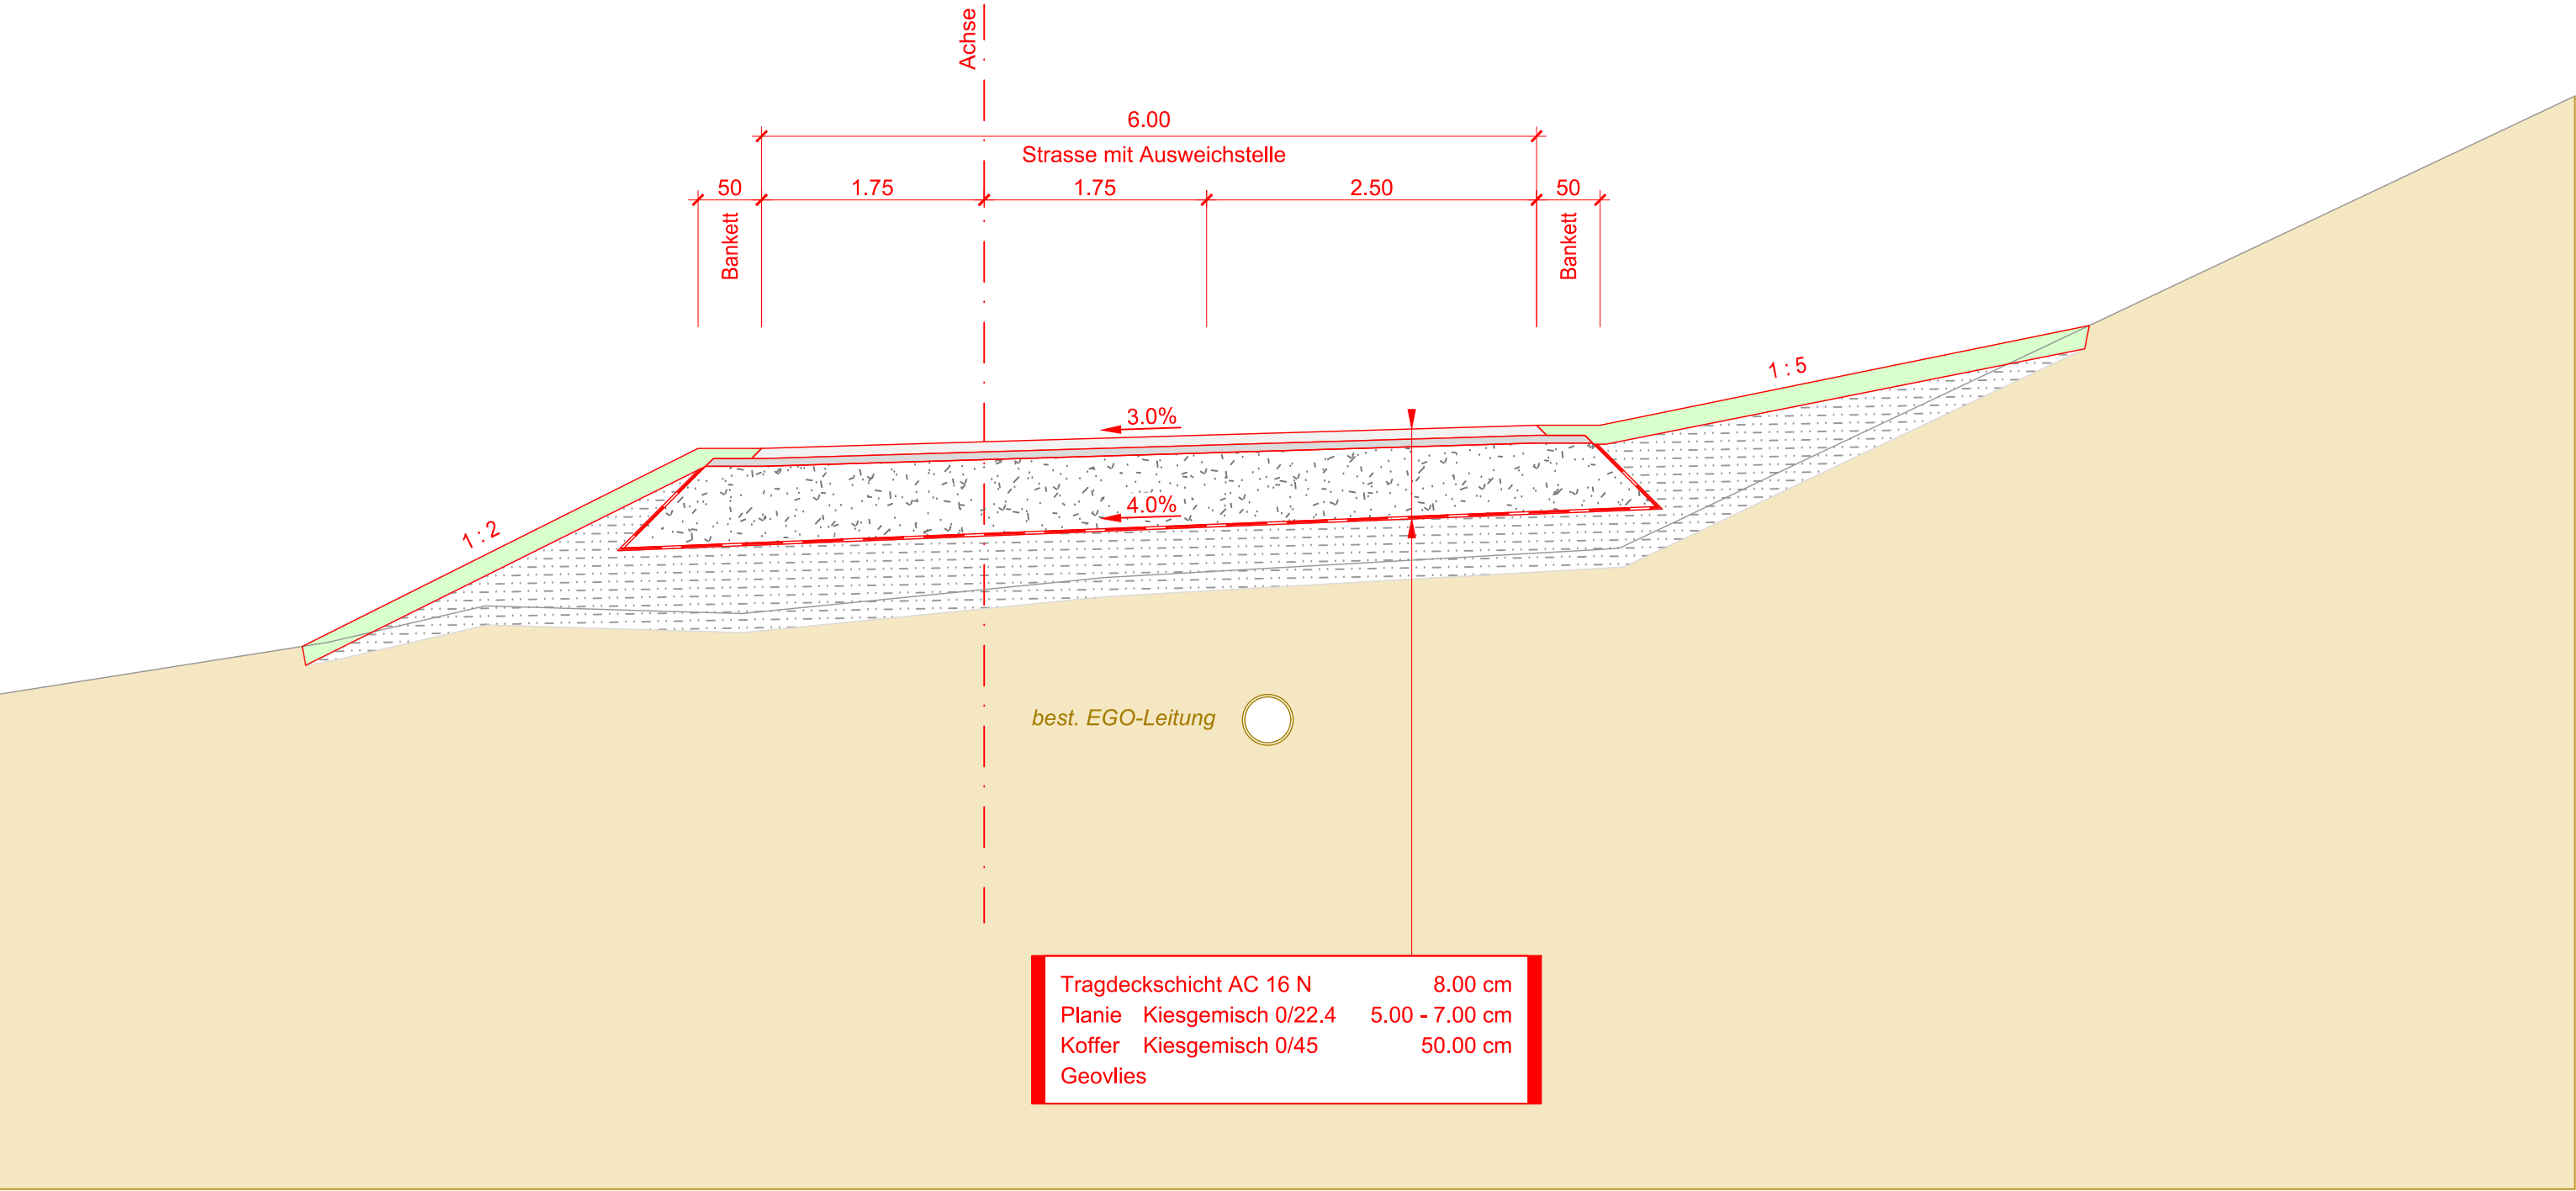 Achse
6.00
Strasse mit Ausweichstelle
50 1.75 1.75 2.50 50
Bankett Bankett
1 : 5
3.0%
4.0%
1 : 2
best. EGO-Leitung
Tragdeckschicht AC 16 N 8.00 cm
Planie Kiesgemisch 0/22.4 5.00 - 7.00 cm
Koffer Kiesgemisch 0/45 50.00 cm
Geovlies